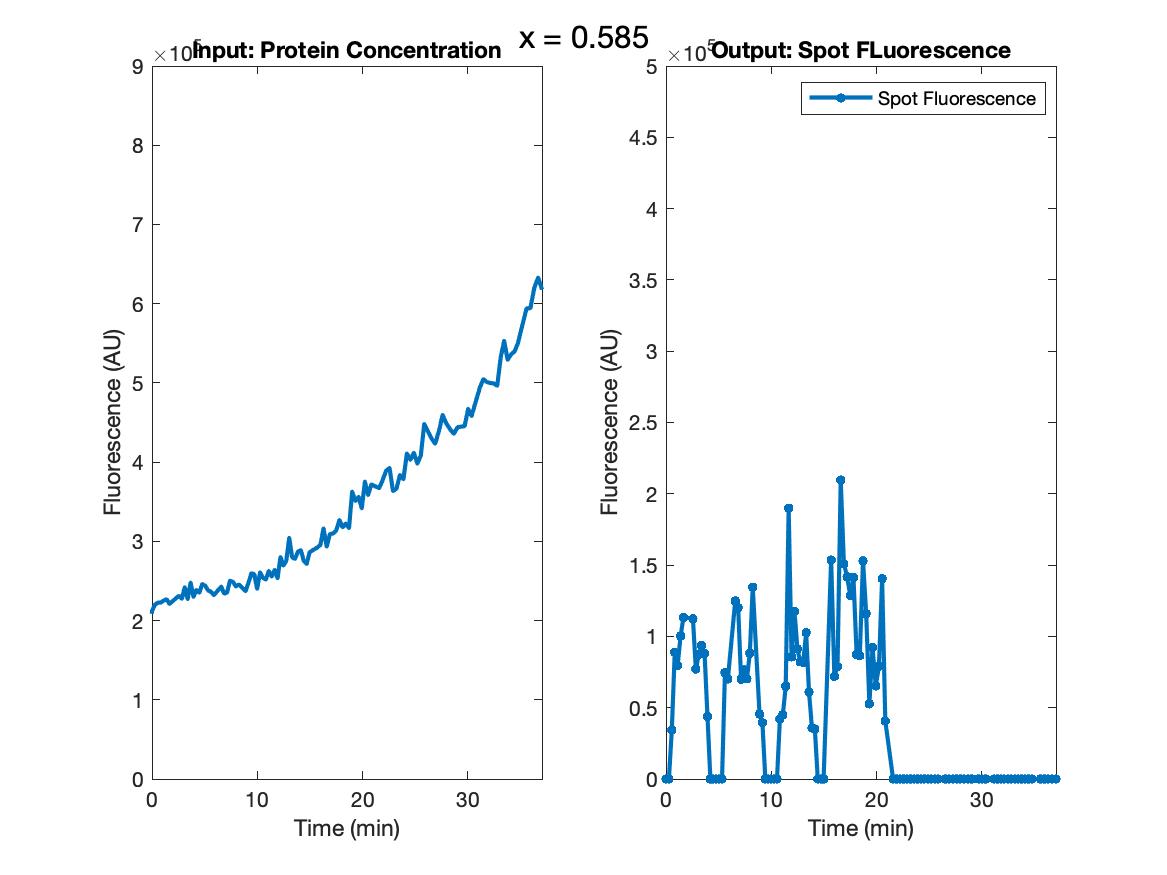 x = 0.585
×10⁵
Input: Protein Concentration
9
8
7
6
5
4
3
2
1
0
Fluorescence (AU)
0 10 20 30
Time (min)
×10⁵
Output: Spot FLuorescence
Spot Fluorescence
5
4.5
4
3.5
3
2.5
2
1.5
1
0.5
0
Fluorescence (AU)
0 10 20 30
Time (min)